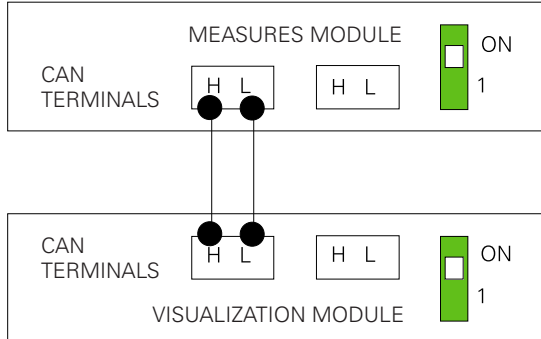 MEASURES MODULE
ON
CAN
TERMINALS
H L
H L
1
CAN
TERMINALS
H L
H L
ON
1
VISUALIZATION MODULE